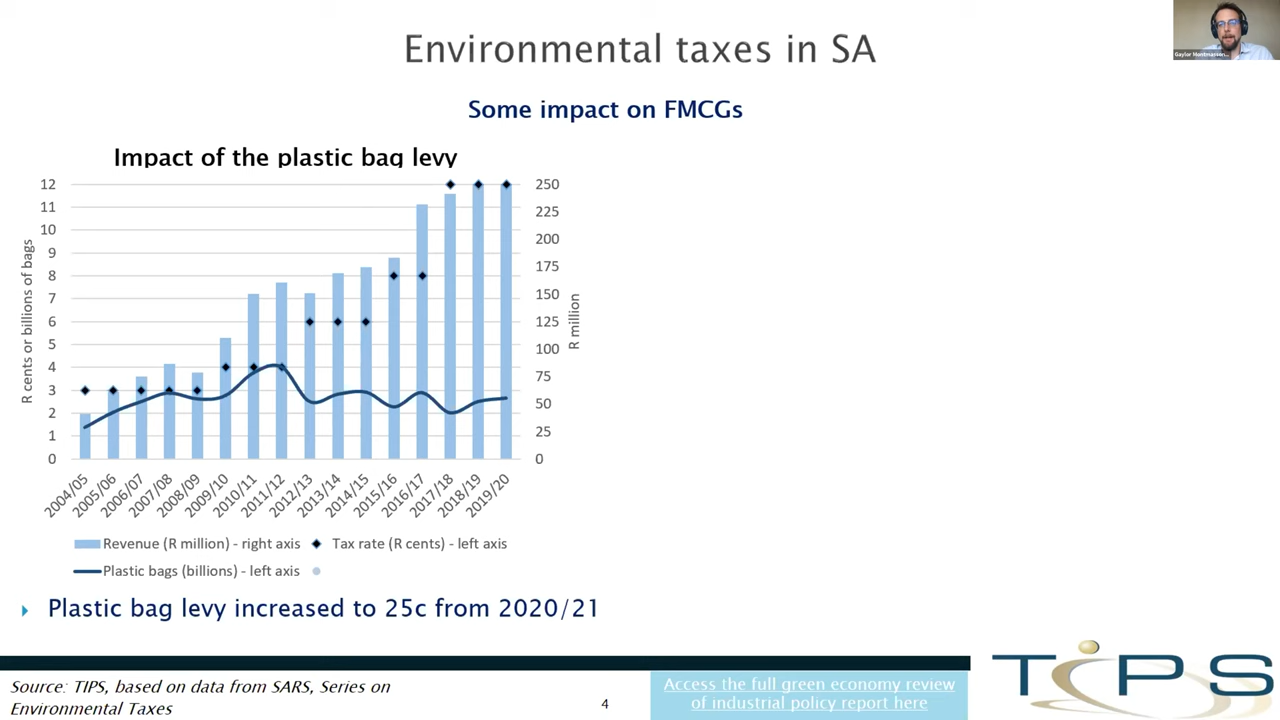 Environmental taxes in SA
Some impact on FMCGs
Impact of the plastic bag levy
12
11
10
9
8
7
6
5
4
3
2
1
0
R cents or billions of bags
250
225
200
175
150
125
100
75
50
25
0
R million
2004/05
2005/06
2006/07
2007/08
2008/09
2009/10
2010/11
2011/12
2012/13
2013/14
2014/15
2015/16
2016/17
2017/18
2018/19
2019/20
Revenue (R million) - right axis
Tax rate (R cents) - left axis
Plastic bags (billions) - left axis
Plastic bag levy increased to 25c from 2020/21
Source: TIPS, based on data from SARS, Series on
Environmental Taxes
4
Access the full green economy review
of industrial policy report here
TIPS